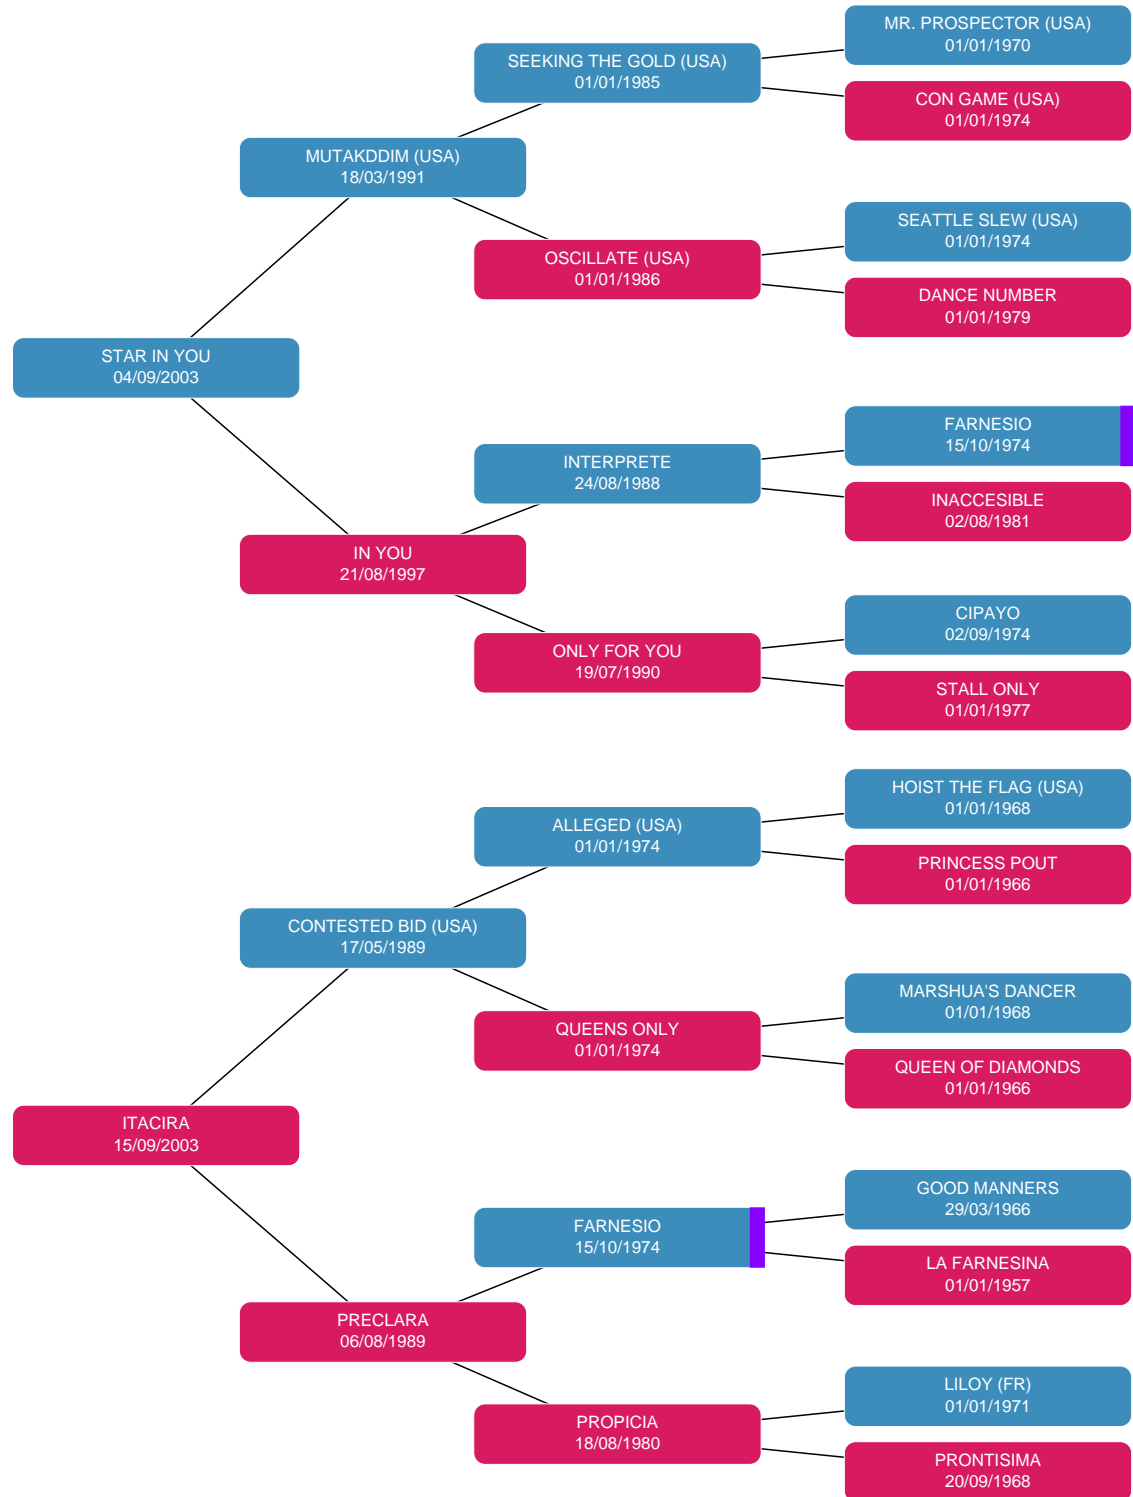 MR. PROSPECTOR (USA)
01/01/1970
SEEKING THE GOLD (USA)
01/01/1985
CON GAME (USA)
01/01/1974
MUTAKDDIM (USA)
18/03/1991
SEATTLE SLEW (USA)
01/01/1974
OSCILLATE (USA)
01/01/1986
DANCE NUMBER
01/01/1979
STAR IN YOU
04/09/2003
FARNESIO
15/10/1974
INTERPRETE
24/08/1988
INACCESIBLE
02/08/1981
IN YOU
21/08/1997
CIPAYO
02/09/1974
ONLY FOR YOU
19/07/1990
STALL ONLY
01/01/1977
HOIST THE FLAG (USA)
01/01/1968
ALLEGED (USA)
01/01/1974
PRINCESS POUT
01/01/1966
CONTESTED BID (USA)
17/05/1989
MARSHUA'S DANCER
01/01/1968
QUEENS ONLY
01/01/1974
QUEEN OF DIAMONDS
01/01/1966
ITACIRA
15/09/2003
GOOD MANNERS
29/03/1966
FARNESIO
15/10/1974
LA FARNESINA
01/01/1957
PRECLARA
06/08/1989
LILOY (FR)
01/01/1971
PROPICIA
18/08/1980
PRONTISIMA
20/09/1968